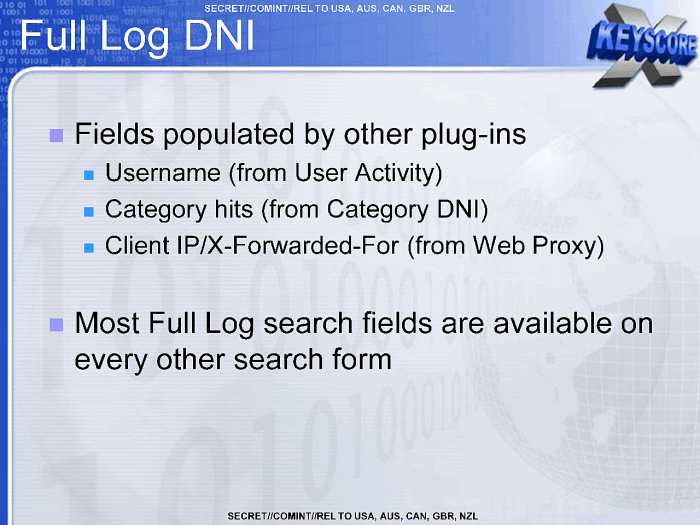 SECRET//COMINT//REL TO USA, AUS, CAN, GBR, NZL
Full Log DNI
X
KEYSCORE
Fields populated by other plug-ins
Username (from User Activity)
Category hits (from Category DNI)
Client IP/X-Forwarded-For (from Web Proxy)
Most Full Log search fields are available on
every other search form
SECRET//COMINT//REL TO USA, AUS, CAN, GBR, NZL